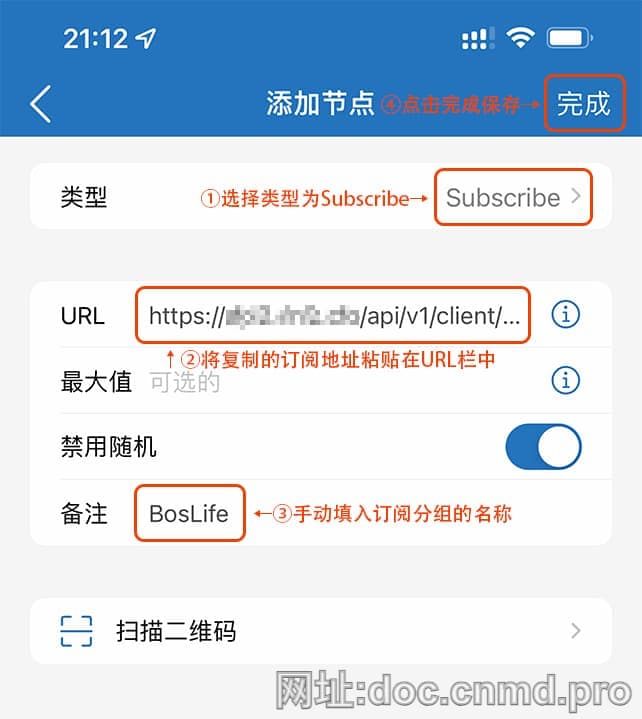 21:12
添加节点 ④点击完成保存→ 完成
类型 ①选择类型为Subscribe→ Subscribe
URL https:// /api/v1/client/...
↑②将复制的订阅地址粘贴在URL栏中
最大值 可选的
禁用随机
备注 BosLife ←③手动填入订阅分组的名称
扫描二维码
网址:doc.cnmd.pro